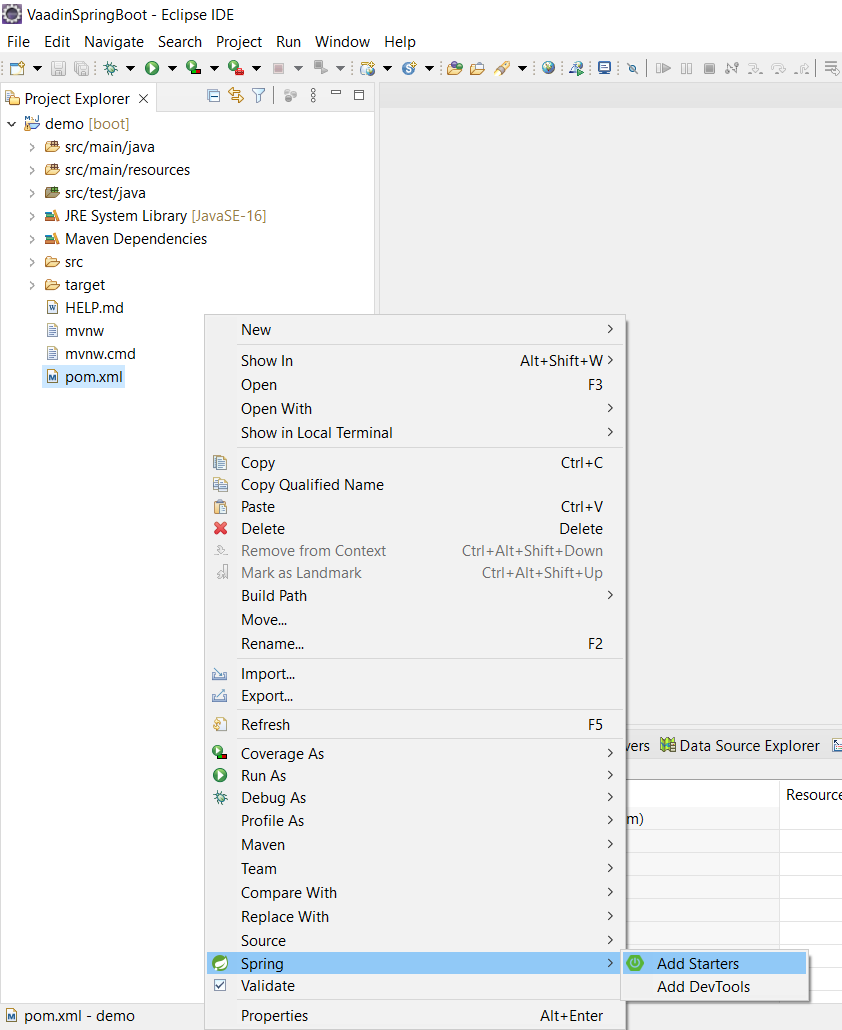 VaadinSpringBoot - Eclipse IDE
File Edit Navigate Search Project Run Window Help
Project Explorer
demo [boot]
src/main/java
src/main/resources
src/test/java
JRE System Library [JavaSE-16]
Maven Dependencies
src
target
HELP.md
mvnw
mvnw.cmd
pom.xml
New
Show In Alt+Shift+W
Open F3
Open With
Show in Local Terminal
Copy Ctrl+C
Copy Qualified Name
Paste Ctrl+V
Delete Delete
Remove from Context Ctrl+Alt+Shift+Down
Mark as Landmark Ctrl+Alt+Shift+Up
Build Path
Move...
Rename... F2
Import...
Export...
Refresh F5
Coverage As
Run As
Debug As
Profile As
Maven
Team
Compare With
Replace With
Source
Spring
Validate
Properties Alt+Enter
Add Starters
Add DevTools
vers Data Source Explorer
Resource
m)
pom.xml - demo